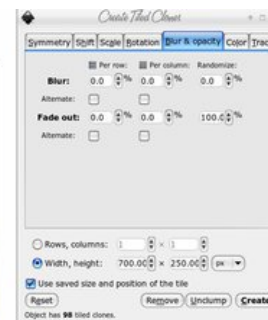 Create Tiled Clones
Symmetry Shift Scale Rotation Blur & opacity Color Trac
Per row: Per column: Randomize:
Blur: 0.0 % 0.0 % 0.0 %
Alternate:
Fade out: 0.0 % 0.0 % 100.0 %
Alternate:
Rows, columns: 1 × 1
Width, height: 700.00 × 250.00 px
Use saved size and position of the tile
Reset Remove Unclump Create
Object has 98 tiled clones.